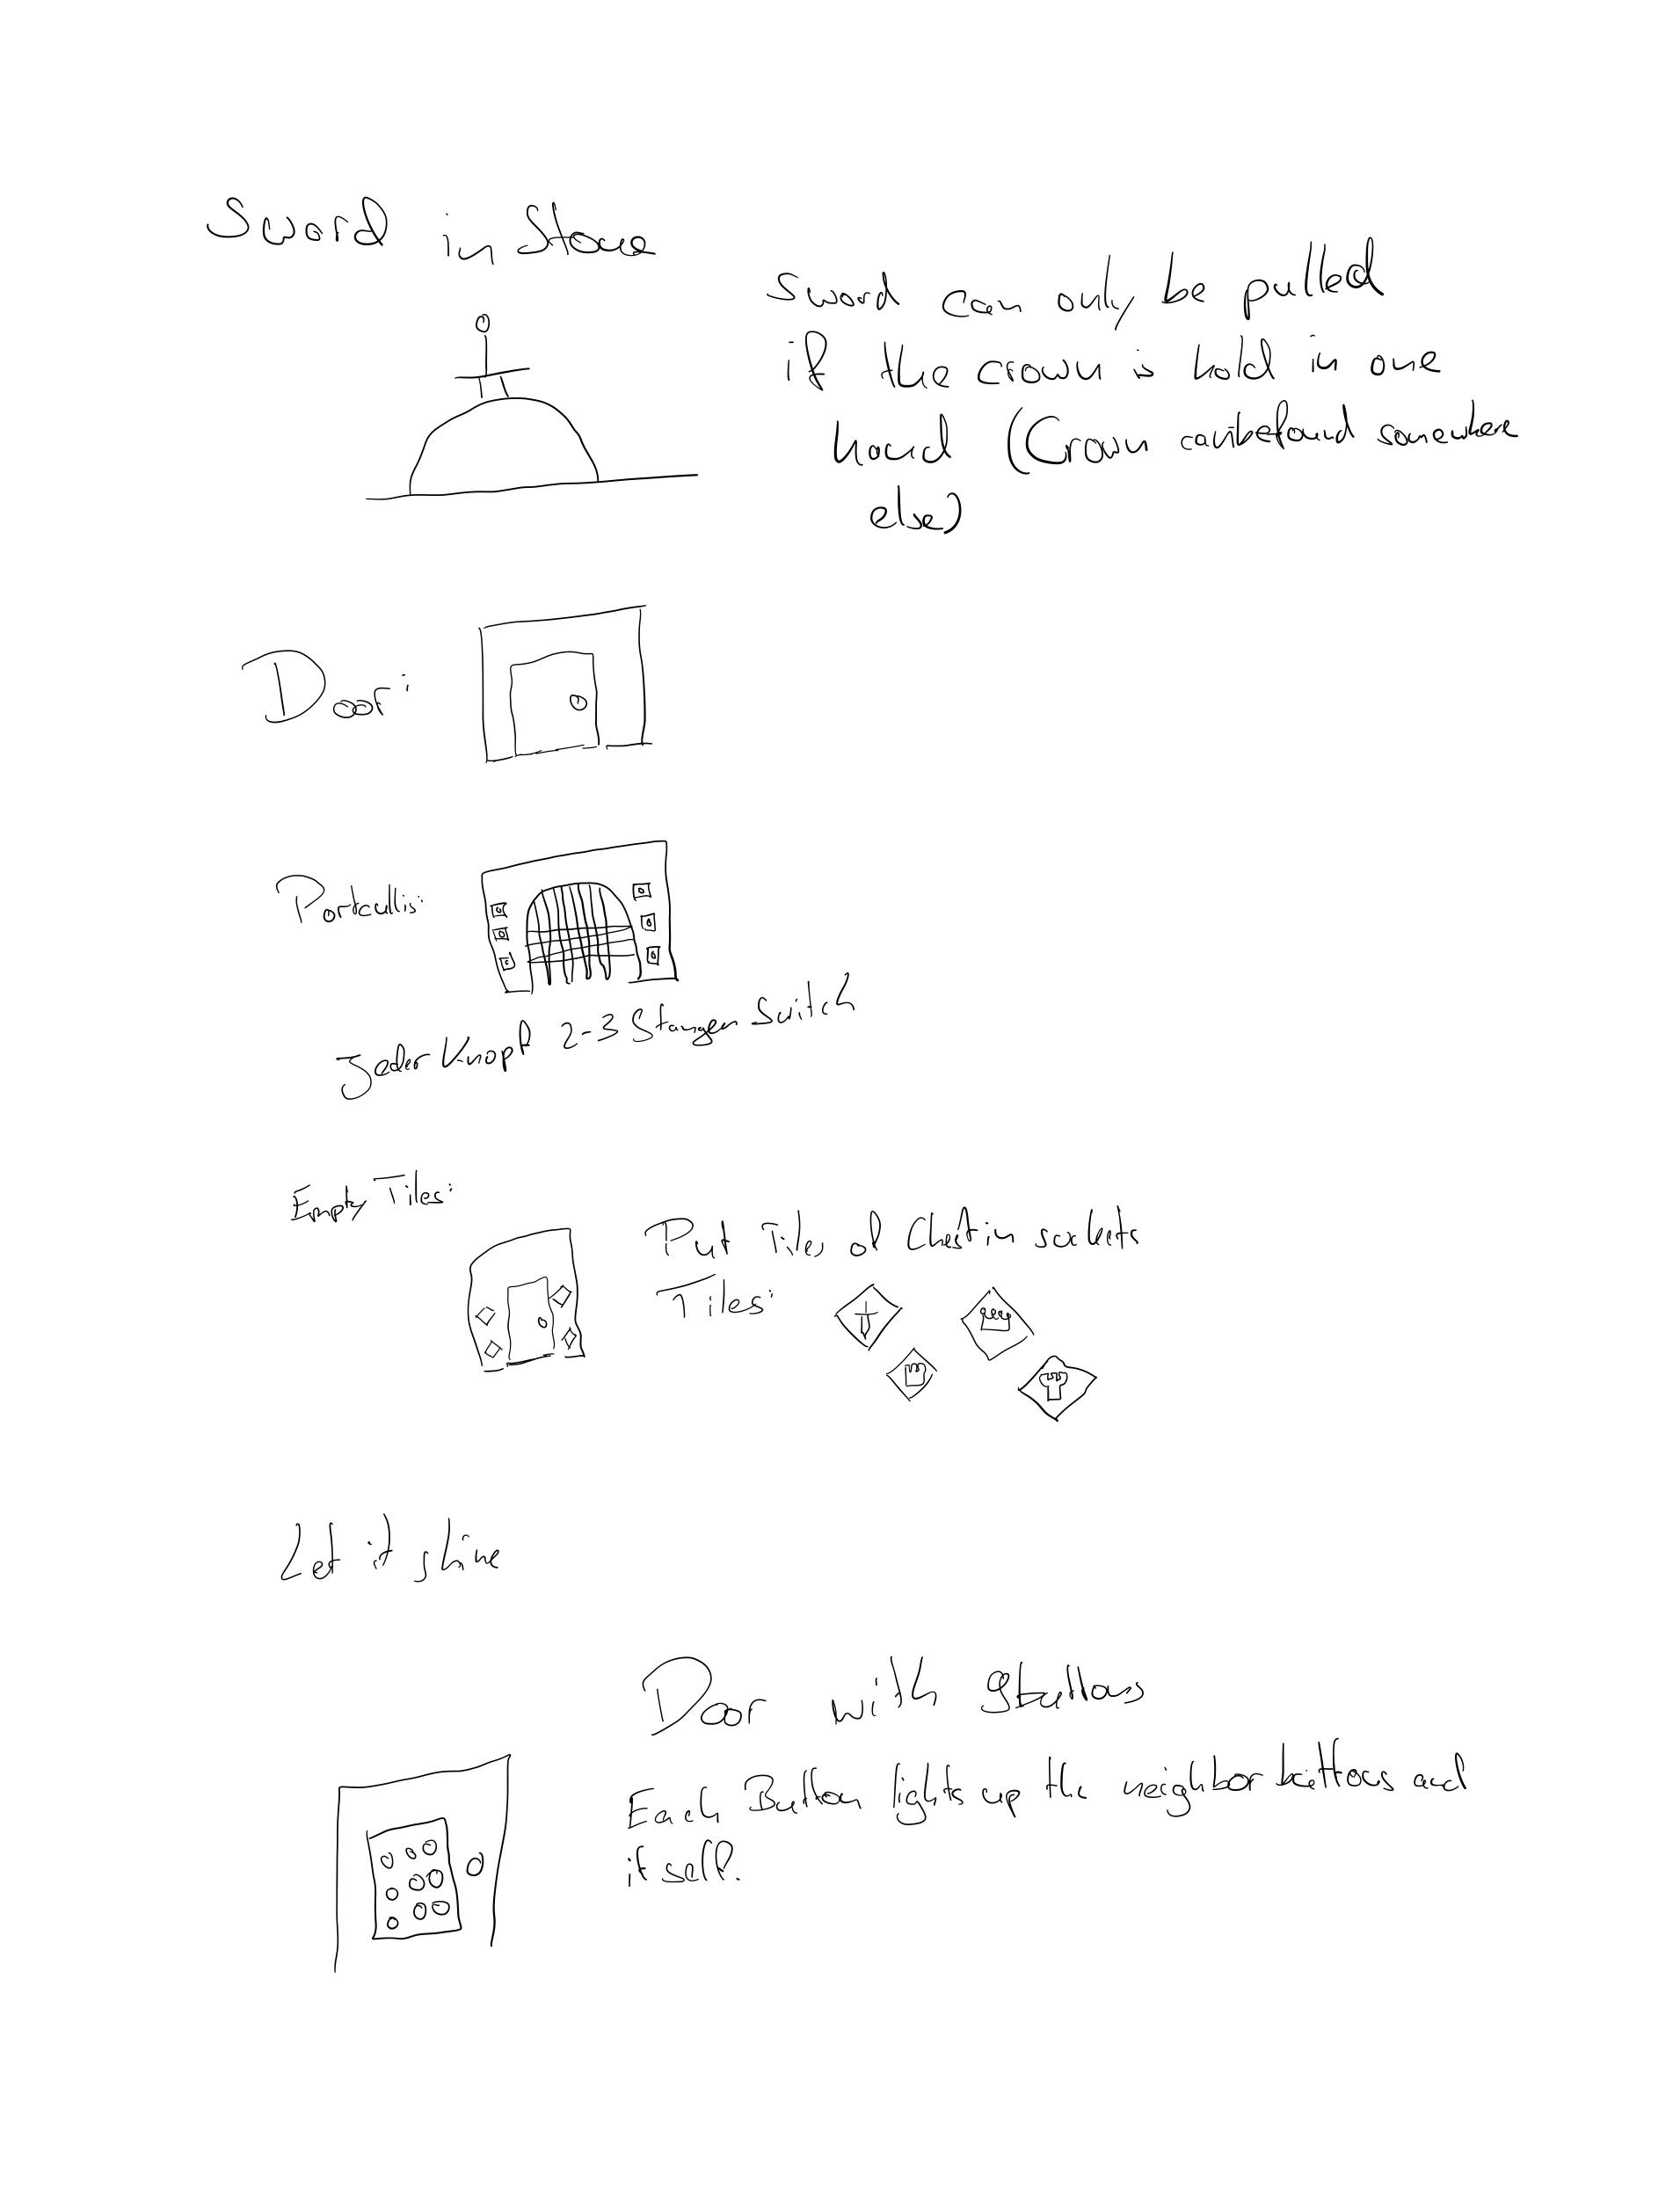 Sword in Stone
Sword can only be pulled
if the crown is hold in one
hand (Crown can be found somewhere
else)
Door:
Portcullis:
Jeder Knopf 2-3 Stangen Switch
Empty Tiles:
Put Tiles of Chest in sockets
Tiles:
Let it shine
Door with 9 buttons
Each Button lights up the neighbor buttons and
itself.